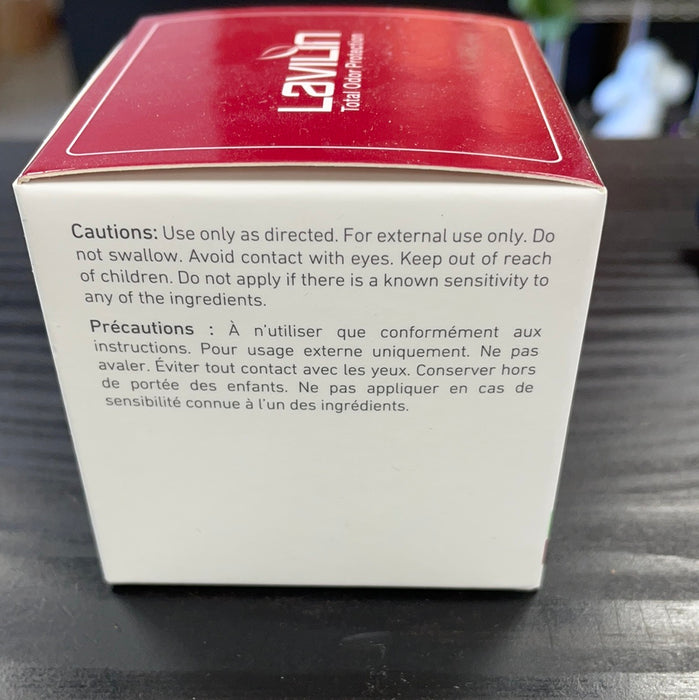 LaVILin
Total Odor Protection
Cautions: Use only as directed. For external use only. Do
not swallow. Avoid contact with eyes. Keep out of reach
of children. Do not apply if there is a known sensitivity to
any of the ingredients.
Précautions : À n'utiliser que conformément aux
instructions. Pour usage externe uniquement. Ne pas
avaler. Éviter tout contact avec les yeux. Conserver hors
de portée des enfants. Ne pas appliquer en cas de
sensibilité connue à l'un des ingrédients.